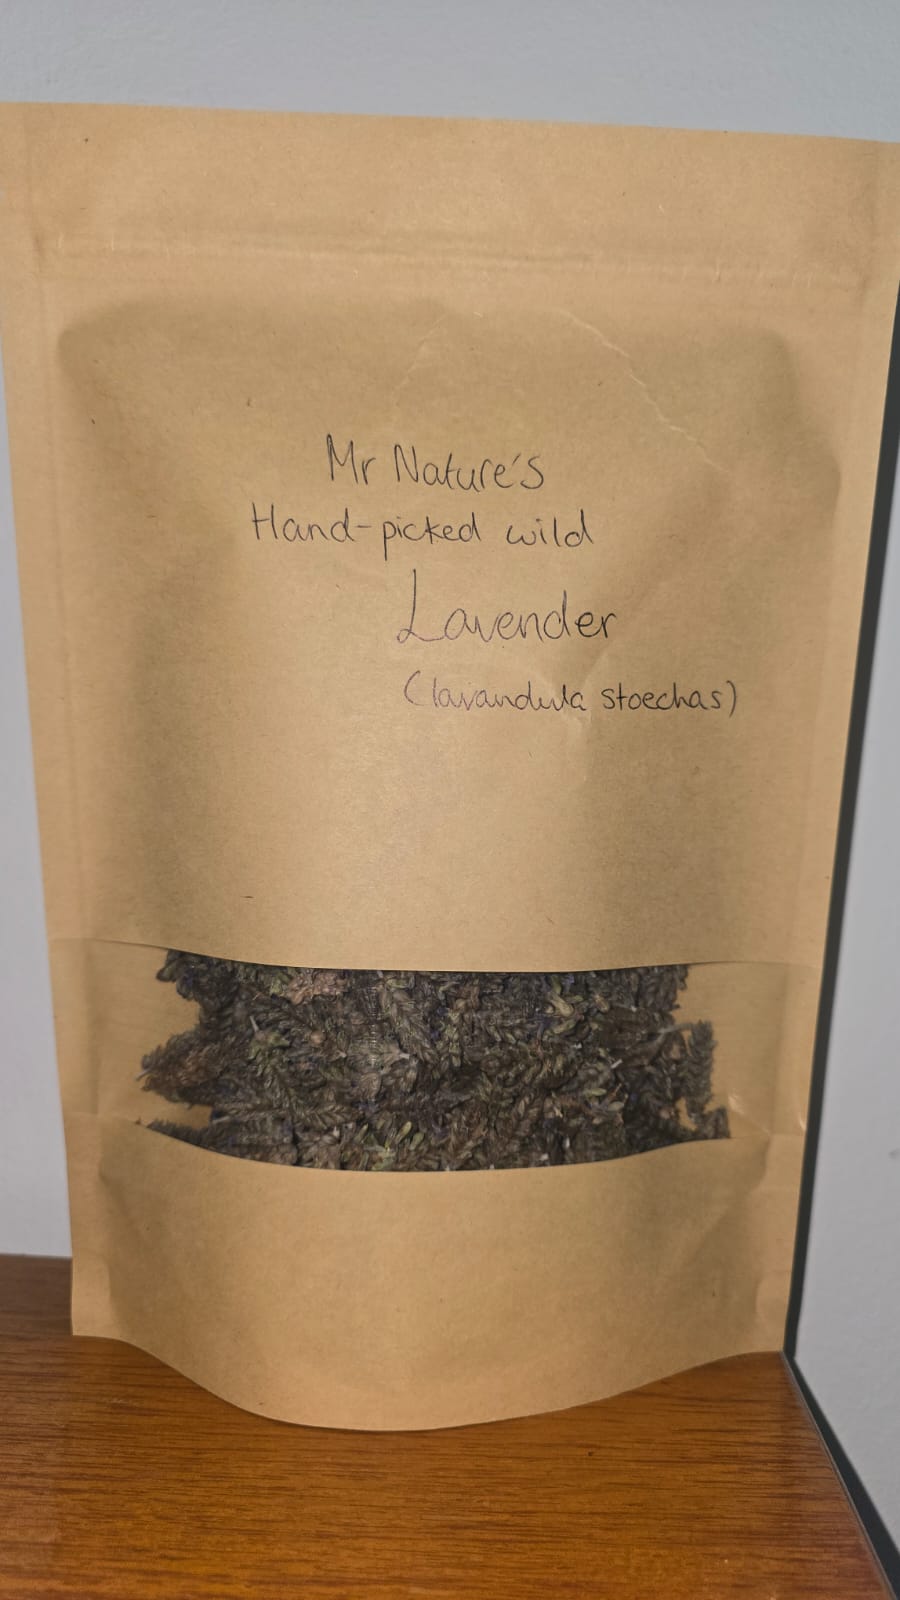 Mr Nature's
Hand-picked wild
Lavender
(lavandula stoechas)